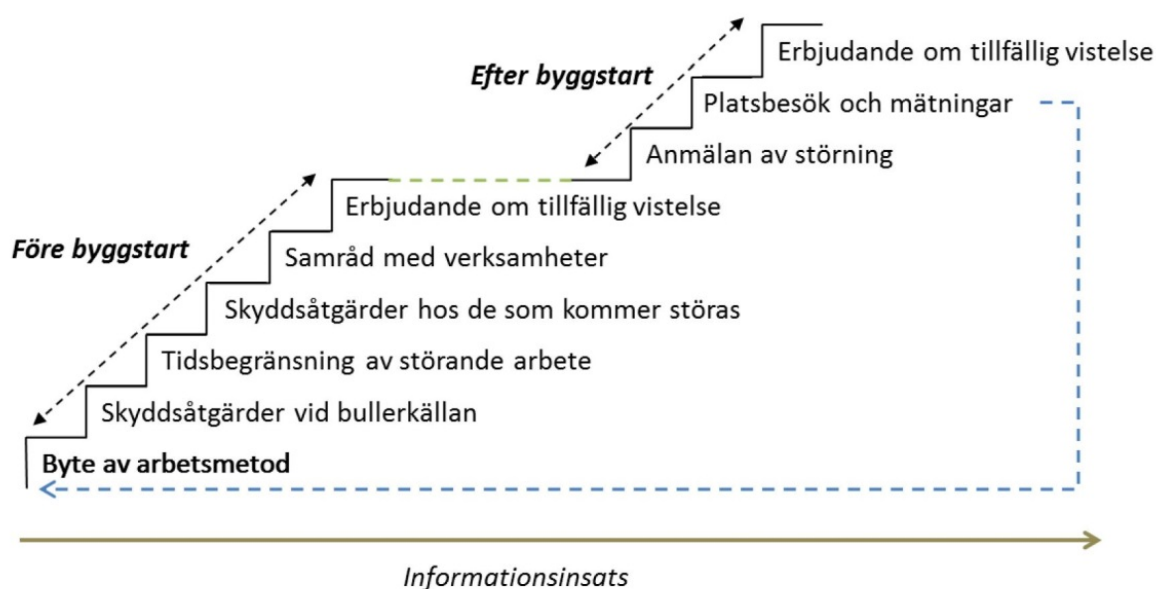 Erbjudande om tillfällig vistelse
Efter byggstart
Platsbesök och mätningar
Anmälan av störning
Erbjudande om tillfällig vistelse
Före byggstart
Samråd med verksamheter
Skyddsåtgärder hos de som kommer störas
Tidsbegränsning av störande arbete
Skyddsåtgärder vid bullerkällan
Byte av arbetsmetod
Informationsinsats